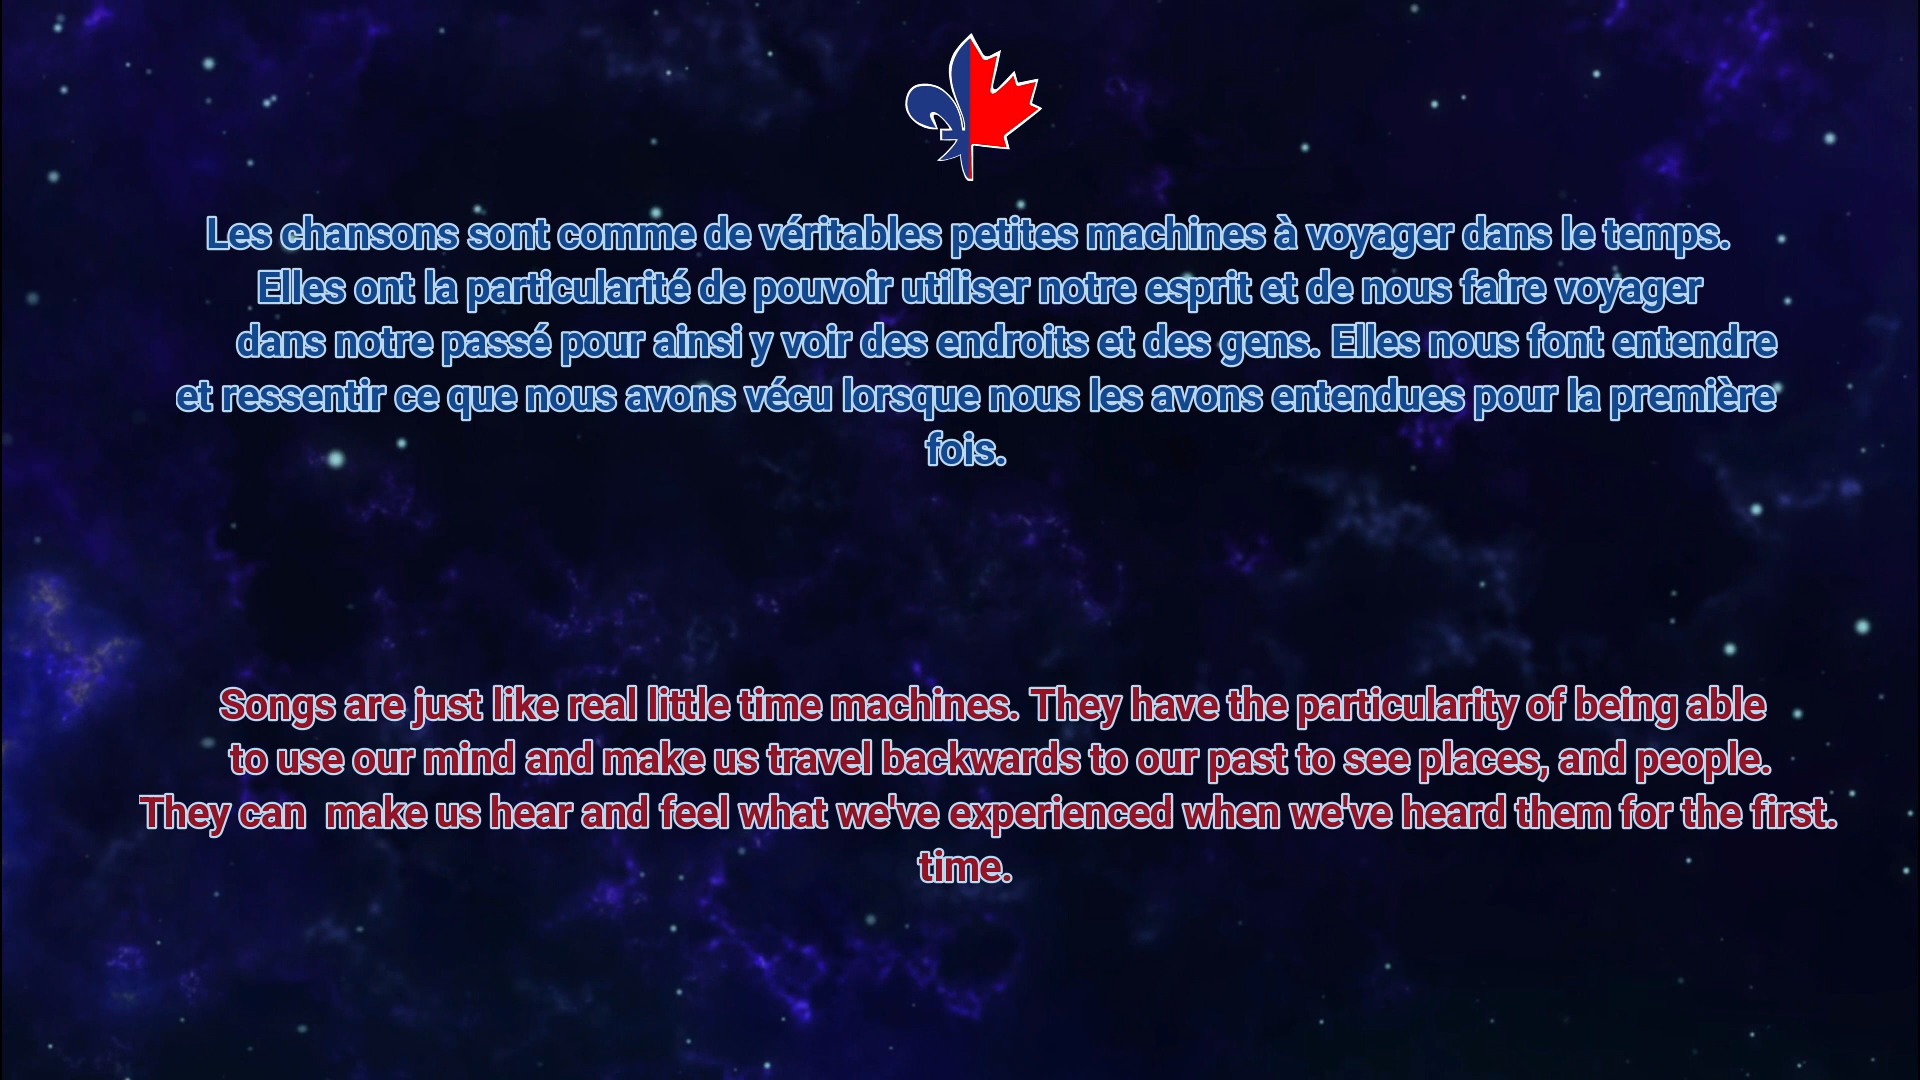 Les chansons sont comme de véritables petites machines à voyager dans le temps.
Elles ont la particularité de pouvoir utiliser notre esprit et de nous faire voyager
dans notre passé pour ainsi y voir des endroits et des gens. Elles nous font entendre
et ressentir ce que nous avons vécu lorsque nous les avons entendues pour la première
fois.
Songs are just like real little time machines. They have the particularity of being able
to use our mind and make us travel backwards to our past to see places, and people.
They can  make us hear and feel what we've experienced when we've heard them for the first.
time.